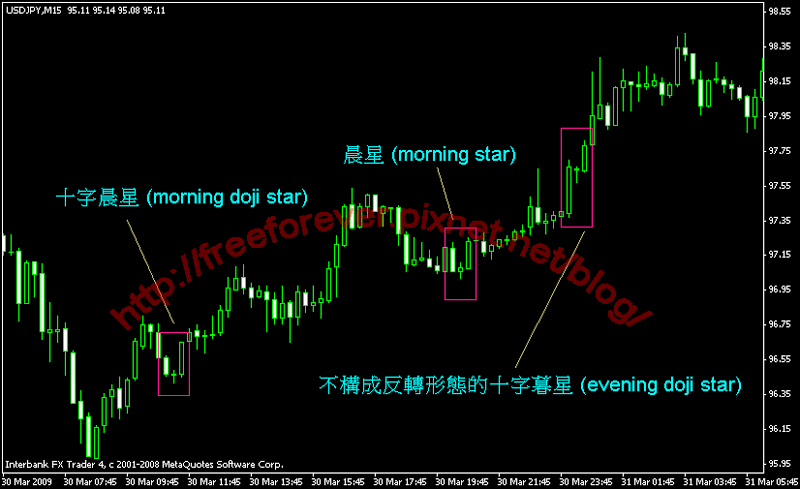 USDJPY,M15 95.11 95.14 95.08 95.11
98.55
98.35
98.15
97.95
97.75
97.55
97.35
97.15
96.95
96.75
96.55
96.35
96.15
95.95
晨星 (morning star)
十字晨星 (morning doji star)
http://freeforever.pixnet.net/blog/
不構成反轉形態的十字暮星 (evening doji star)
Interbank FX Trader 4, c 2001-2008 MetaQuotes Software Corp.
30 Mar 2009 30 Mar 07:45 30 Mar 09:45 30 Mar 11:45 30 Mar 13:45 30 Mar 15:45 30 Mar 17:45 30 Mar 19:45 30 Mar 21:45 30 Mar 23:45 31 Mar 01:45 31 Mar 03:45 31 Mar 05:45